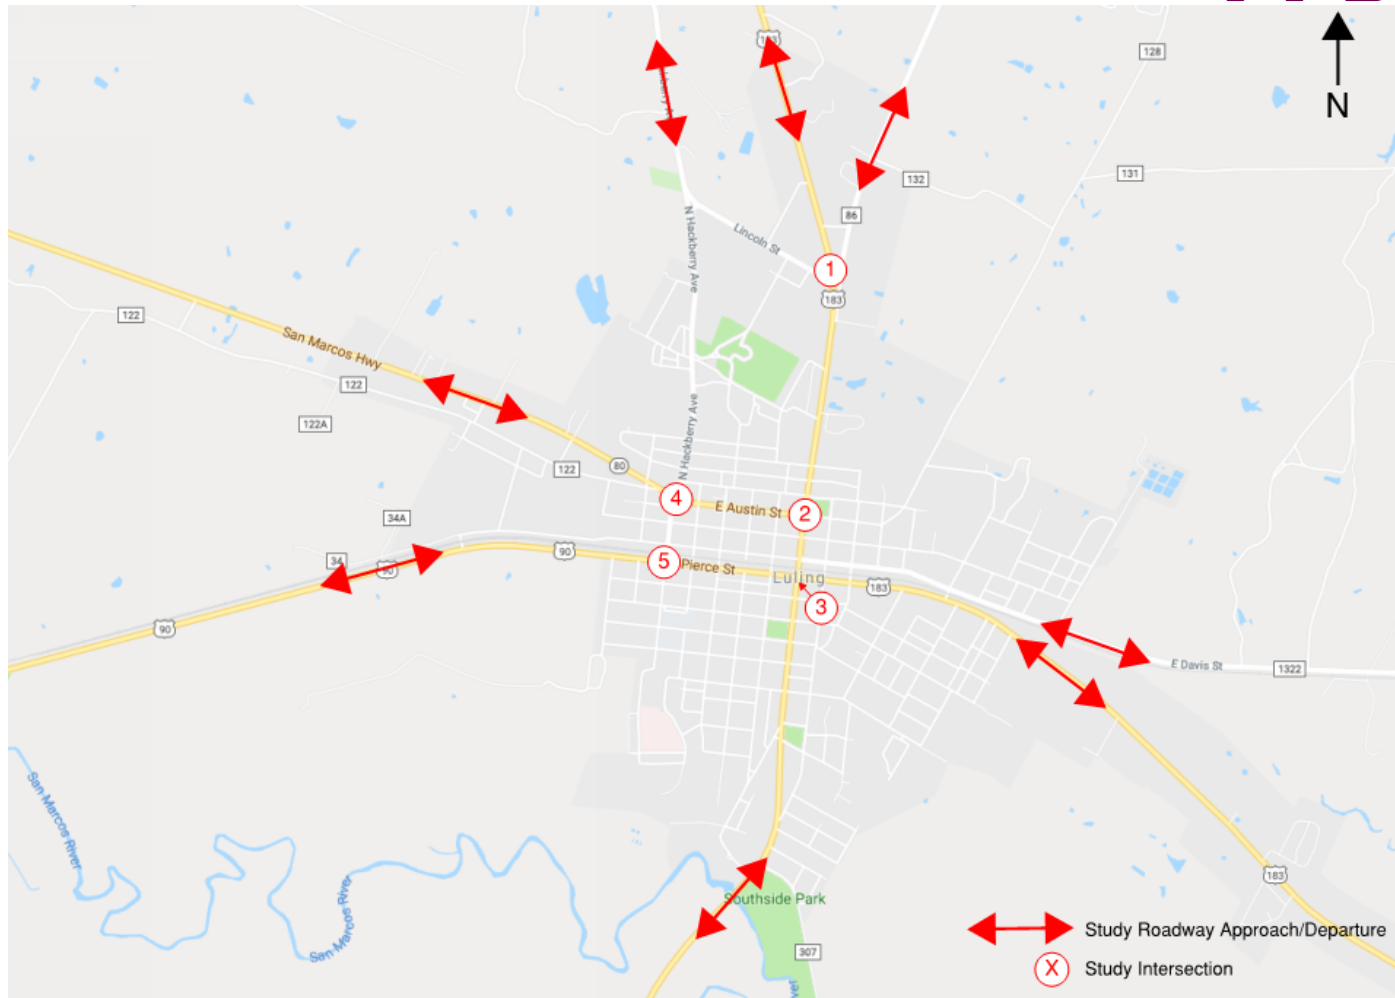 183
128
N
132
131
86
N Hackberry Ave
Lincoln St
1
183
122
San Marcos Hwy
122
122A
N Hackberry Ave
80
122
4
E Austin St
2
34A
90
34
5
Pierce St
Luling
183
3
90
E Davis St
1322
San Marcos River
San Marcos River
183
Southside Park
307
Study Roadway Approach/Departure
X
Study Intersection